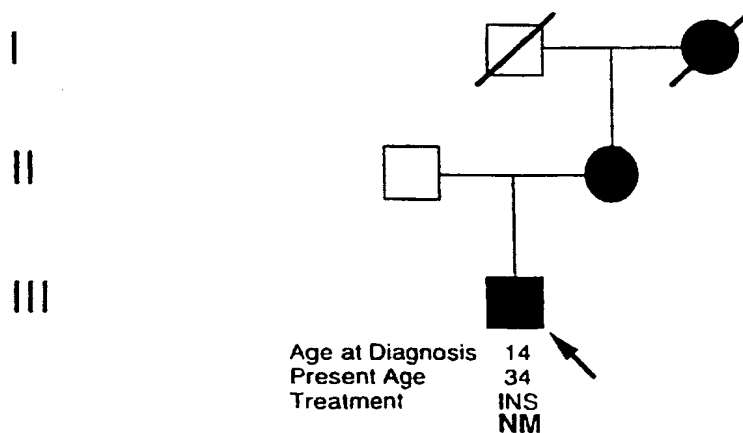 I
II
III
Age at Diagnosis 14
Present Age 34
Treatment INS
NM